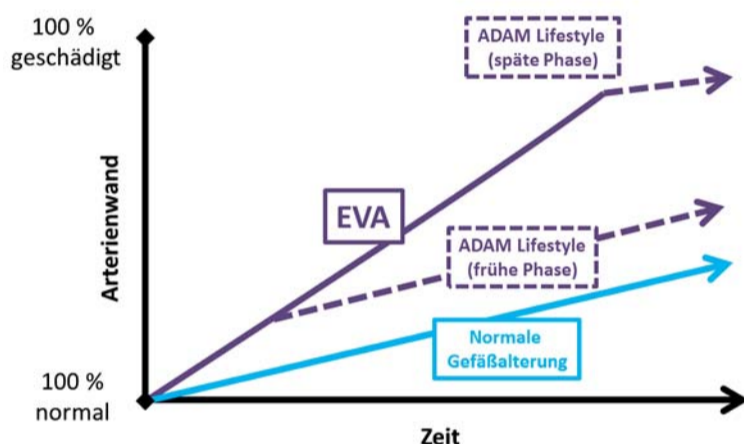 100 %
geschädigt
ADAM Lifestyle
(späte Phase)
Arterienwand
EVA
ADAM Lifestyle
(frühe Phase)
Normale
Gefäßalterung
100 %
normal
Zeit